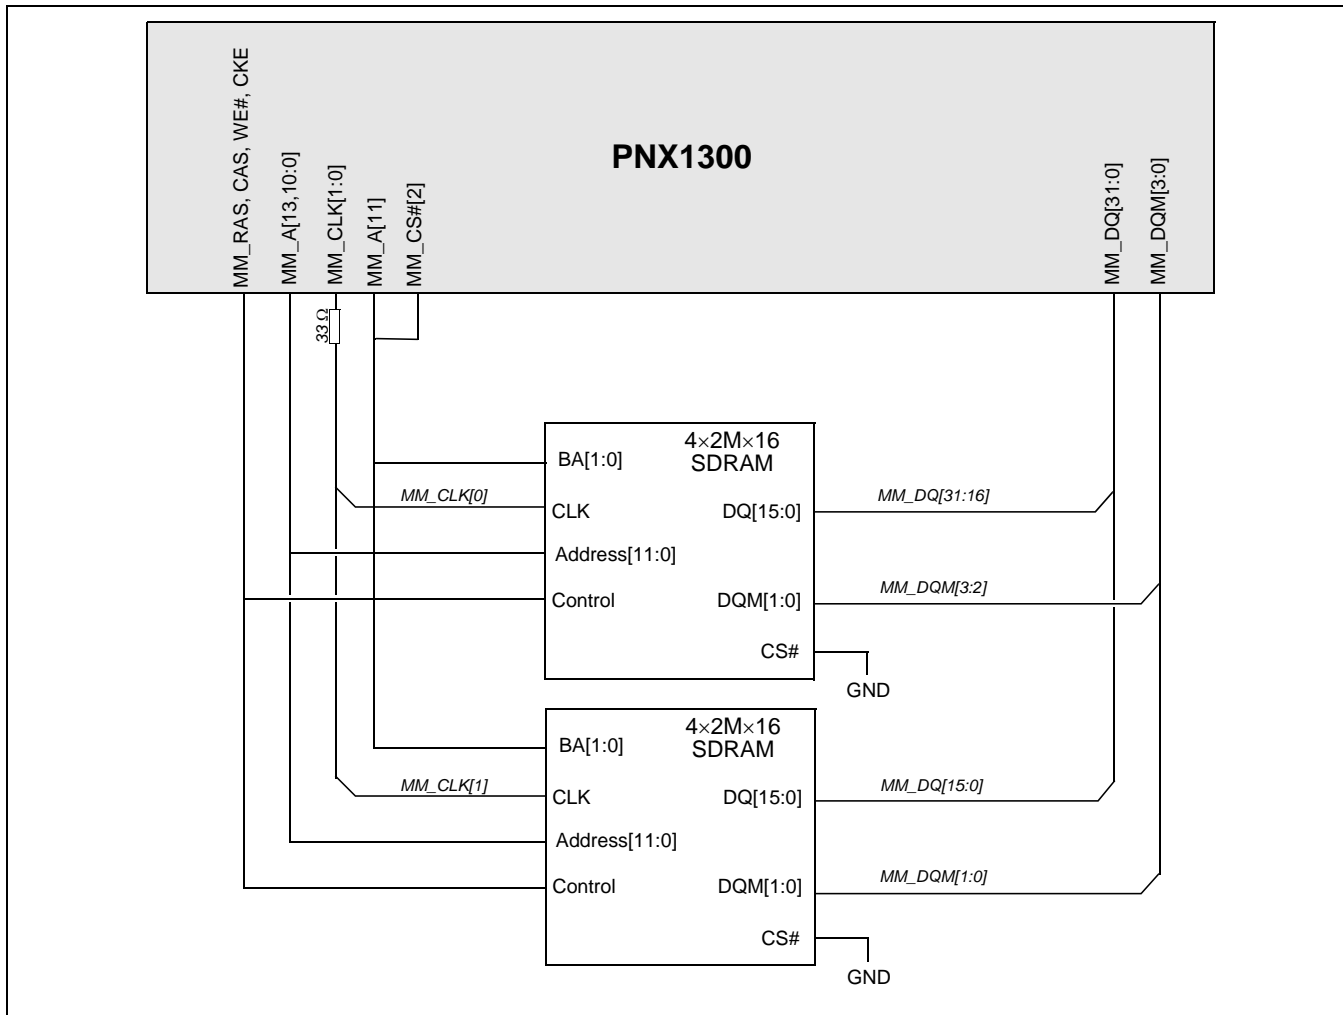 PNX1300
MM_RAS, CAS, WE#, CKE
MM_A[13,10:0]
MM_CLK[1:0]
MM_A[11]
MM_CS#[2]
MM_DQ[31:0]
MM_DQM[3:0]
33 Ω
4×2M×16
SDRAM
BA[1:0]
MM_CLK[0]
CLK
DQ[15:0]
MM_DQ[31:16]
Address[11:0]
Control
DQM[1:0]
MM_DQM[3:2]
CS#
GND
4×2M×16
SDRAM
BA[1:0]
MM_CLK[1]
CLK
DQ[15:0]
MM_DQ[15:0]
Address[11:0]
Control
DQM[1:0]
MM_DQM[1:0]
CS#
GND